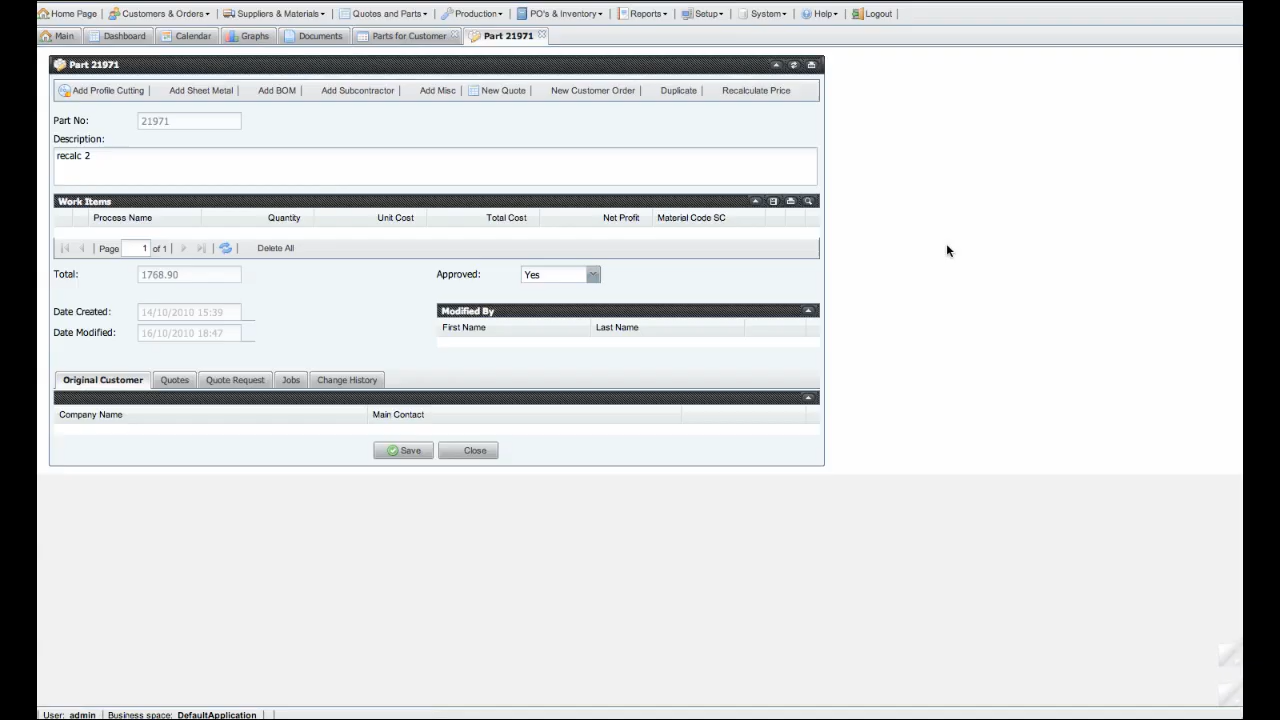 Home Page Customers & Orders Suppliers & Materials Quotes and Parts Production PO's & Inventory Reports Setup System Help Logout
Main Dashboard Calendar Graphs Documents Parts for Customer Part 21971
Part 21971
Add Profile Cutting Add Sheet Metal Add BOM Add Subcontractor Add Misc New Quote New Customer Order Duplicate Recalculate Price
Part No: 21971
Description:
recalc 2
Work Items
Process Name Quantity Unit Cost Total Cost Net Profit Material Code SC
Page 1 of 1 Delete All
Total: 1768.90 Approved: Yes
Date Created: 14/10/2010 15:39 Modified By
First Name Last Name
Date Modified: 16/10/2010 18:47
Original Customer Quotes Quote Request Jobs Change History
Company Name Main Contact
Save Close
User: admin Business space: DefaultApplication